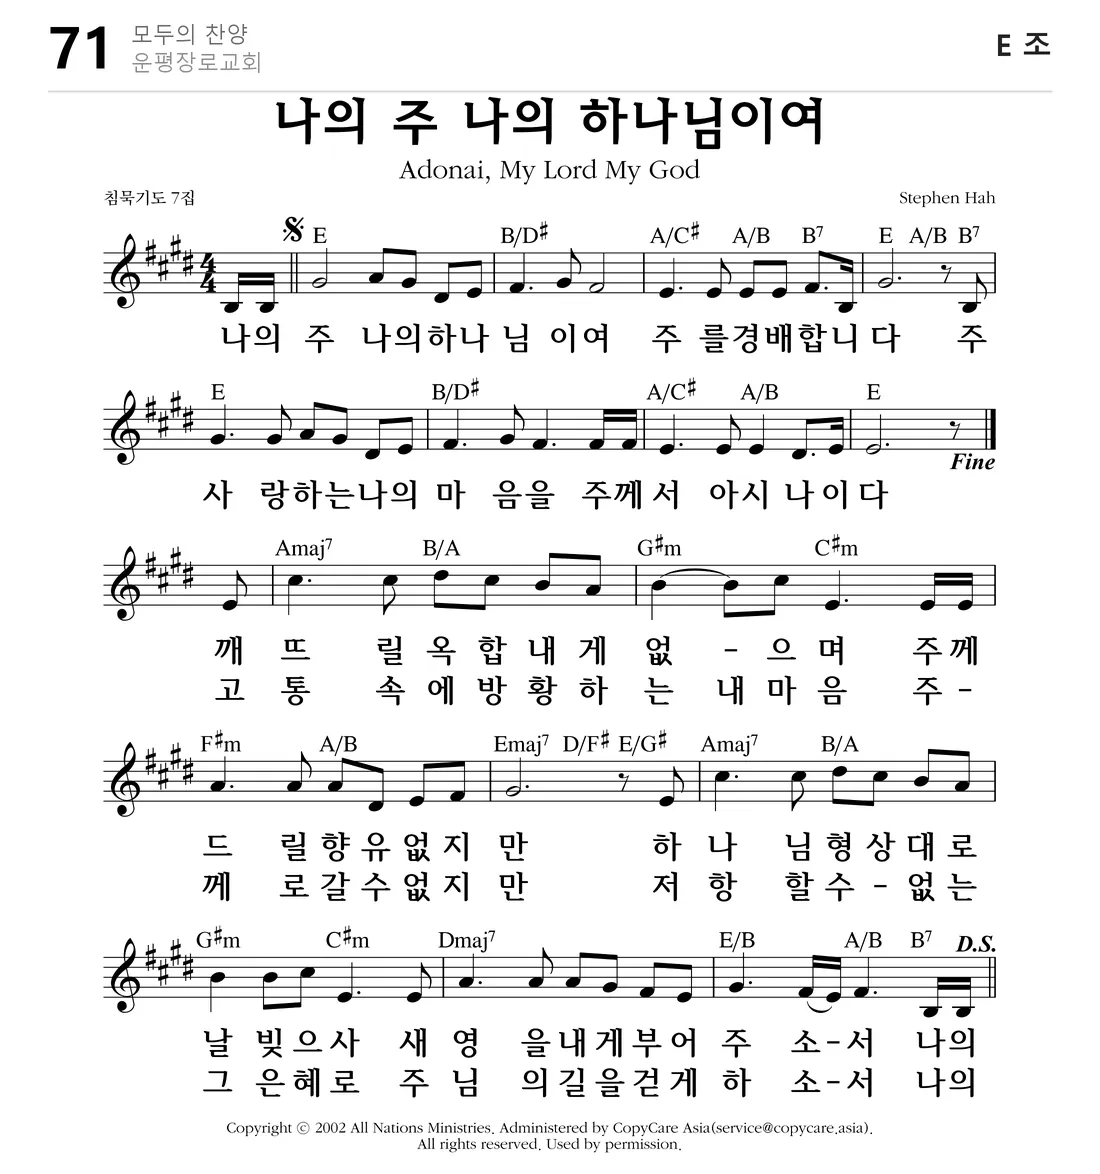 71 모두의 찬양 E 조
운평장로교회
나의 주 나의 하나님이여
Adonai, My Lord My God
침묵기도 7집 Stephen Hah
E B/D♯ A/C♯ A/B B7 E A/B B7
4/4
나의 주 나의하나 님 이여 주 를경배합니 다 주
E B/D♯ A/C♯ A/B E
Fine
사 랑하는나의 마 음을 주께서 아시 나이다
Amaj7 B/A G♯m C♯m
깨 뜨 릴 옥 합 내 게 없 - 으 며 주께
고 통 속 에 방 황 하 는 내 마 음 주-
F♯m A/B Emaj7 D/F♯ E/G♯ Amaj7 B/A
드 릴 향 유 없 지 만 하 나 님 형 상 대 로
께 로 갈 수 없 지 만 저 항 할 수 - 없 는
G♯m C♯m Dmaj7 E/B A/B B7 D.S.
날 빚 으 사 새 영 을 내 게 부 어 주 소-서 나의
그 은 혜 로 주 님 의 길 을 걷 게 하 소-서 나의
Copyright ⓒ 2002 All Nations Ministries. Administered by CopyCare Asia(service@copycare.asia).
All rights reserved. Used by permission.